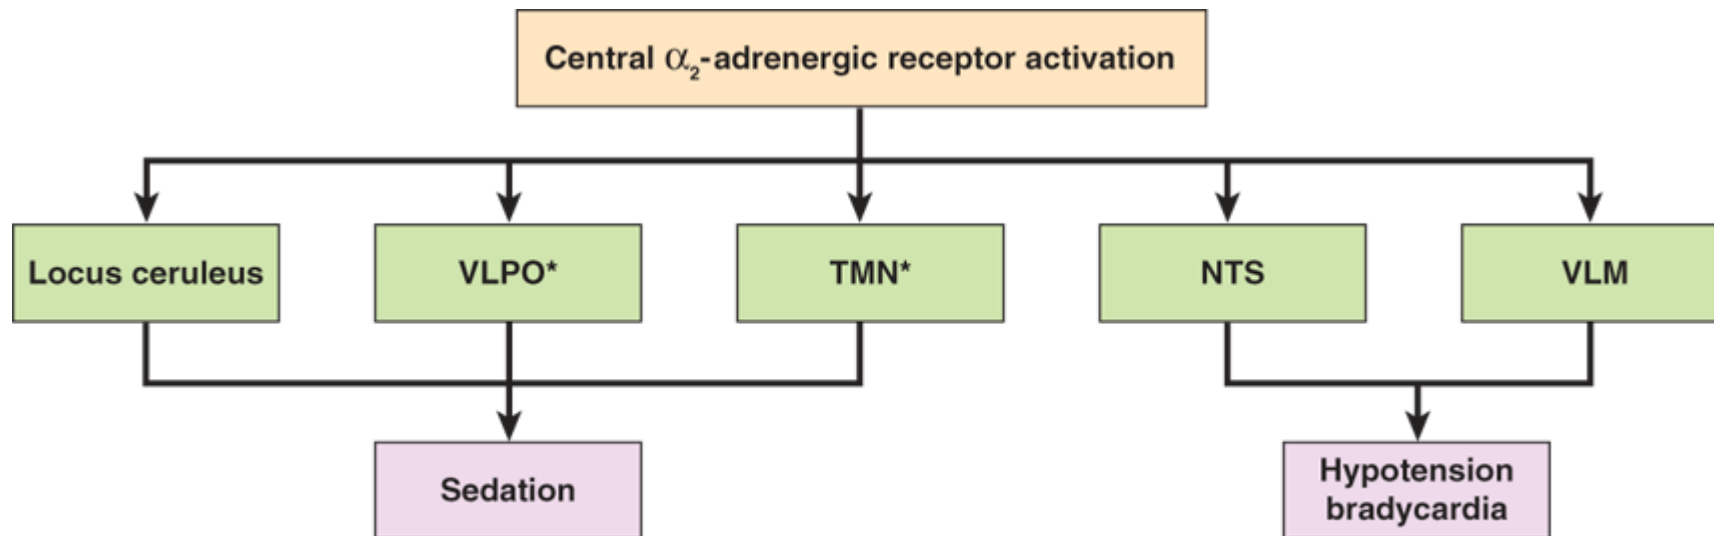 Central α₂-adrenergic receptor activation
Locus ceruleus
VLPO*
TMN*
NTS
VLM
Sedation
Hypotension
bradycardia